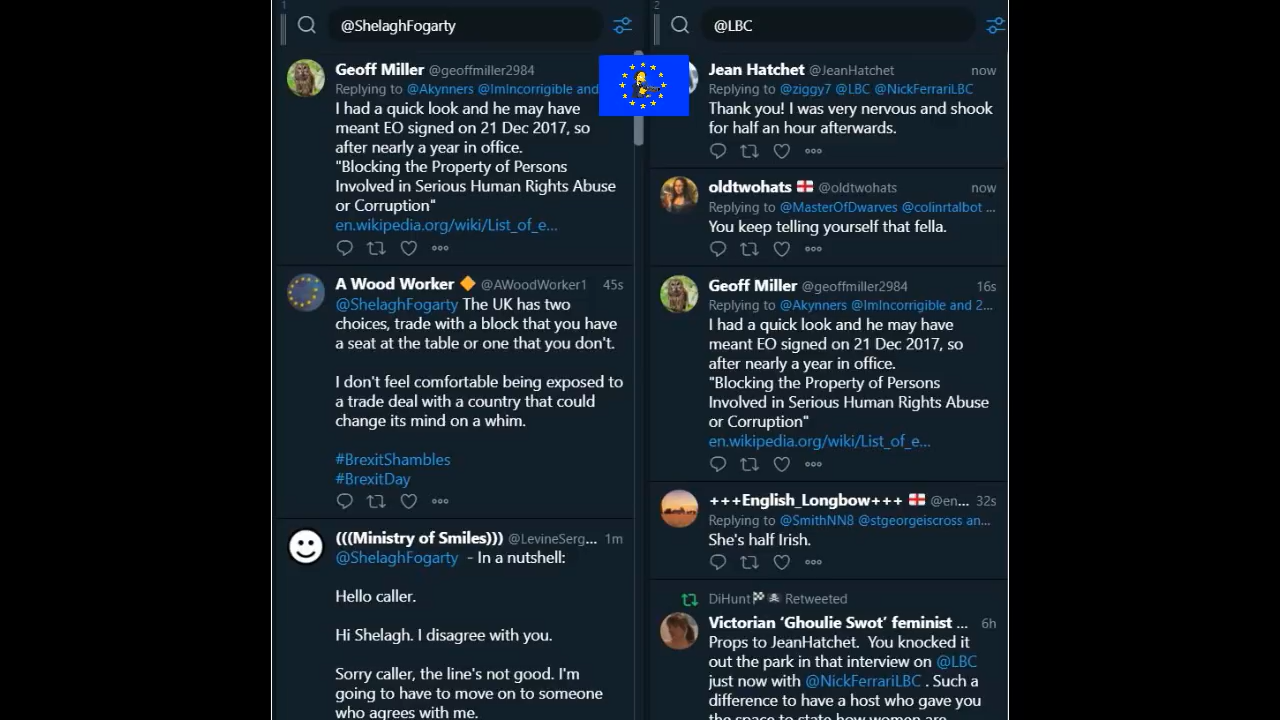 1
@ShelaghFogarty
Geoff Miller @geoffmiller2984
Replying to @Akynners @ImIncorrigible and
I had a quick look and he may have
meant EO signed on 21 Dec 2017, so
after nearly a year in office.
"Blocking the Property of Persons
Involved in Serious Human Rights Abuse
or Corruption"
en.wikipedia.org/wiki/List_of_e...
A Wood Worker 🔶 @AWoodWorker1 45s
@ShelaghFogarty The UK has two
choices, trade with a block that you have
a seat at the table or one that you don't.
I don't feel comfortable being exposed to
a trade deal with a country that could
change its mind on a whim.
#BrexitShambles
#BrexitDay
(((Ministry of Smiles))) @LevineSerg... 1m
@ShelaghFogarty - In a nutshell:
Hello caller.
Hi Shelagh. I disagree with you.
Sorry caller, the line's not good. I'm
going to have to move on to someone
who agrees with me.
2
@LBC
Jean Hatchet @JeanHatchet now
Replying to @ziggy7 @LBC @NickFerrariLBC
Thank you! I was very nervous and shook
for half an hour afterwards.
oldtwohats 🏴󠁧󠁢󠁥󠁮󠁧󠁿 @oldtwohats now
Replying to @MasterOfDwarves @colinrtalbot ...
You keep telling yourself that fella.
Geoff Miller @geoffmiller2984 16s
Replying to @Akynners @ImIncorrigible and 2...
I had a quick look and he may have
meant EO signed on 21 Dec 2017, so
after nearly a year in office.
"Blocking the Property of Persons
Involved in Serious Human Rights Abuse
or Corruption"
en.wikipedia.org/wiki/List_of_e...
+++English_Longbow+++ 🏴󠁧󠁢󠁥󠁮󠁧󠁿 @en... 32s
Replying to @SmithNN8 @stgeorgeiscross an...
She's half Irish.
DiHunt🏁☠ Retweeted
Victorian ‘Ghoulie Swot’ feminist ... 6h
Props to JeanHatchet. You knocked it
out the park in that interview on @LBC
just now with @NickFerrariLBC . Such a
difference to have a host who gave you
the space to state how women are